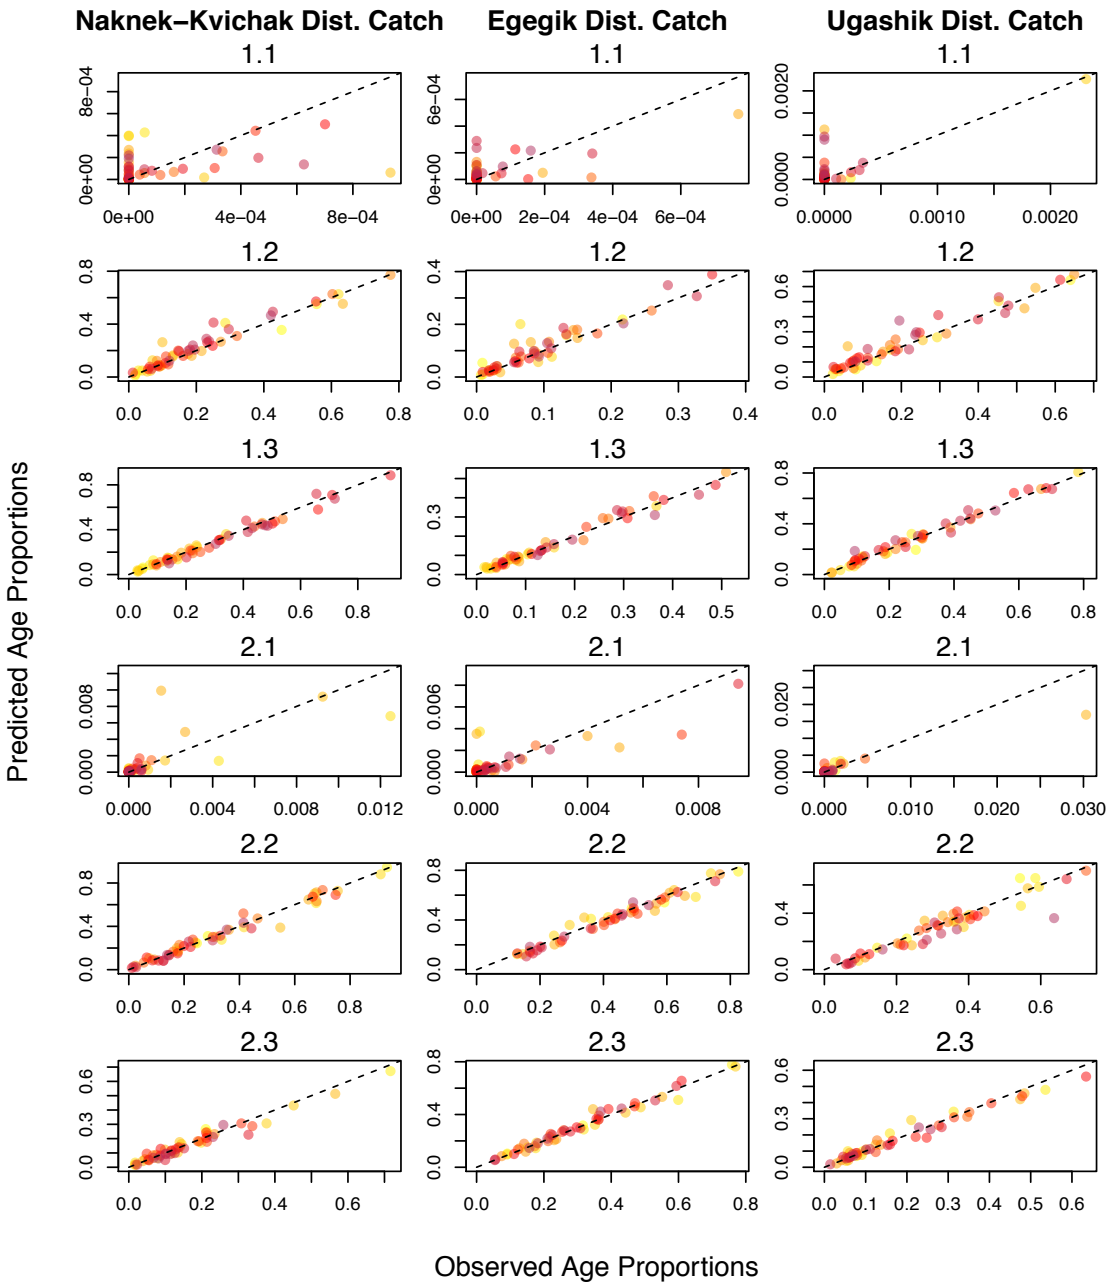 Naknek−Kvichak Dist. Catch Egegik Dist. Catch Ugashik Dist. Catch
1.1 1.1 1.1
0e+00 8e−04
0e+00 4e−04 8e−04
0e+00 6e−04
0e+00 2e−04 4e−04 6e−04
0.0000 0.0020
0.0000 0.0010 0.0020
1.2 1.2 1.2
0.0 0.4 0.8
0.0 0.2 0.4 0.6 0.8
0.0 0.2 0.4
0.0 0.1 0.2 0.3 0.4
0.0 0.3 0.6
0.0 0.2 0.4 0.6
1.3 1.3 1.3
0.0 0.4 0.8
0.0 0.2 0.4 0.6 0.8
0.0 0.3
0.0 0.1 0.2 0.3 0.4 0.5
0.0 0.4 0.8
0.0 0.2 0.4 0.6 0.8
Predicted Age Proportions
2.1 2.1 2.1
0.000 0.008
0.000 0.004 0.008 0.012
0.000 0.006
0.000 0.004 0.008
0.000 0.020
0.000 0.010 0.020 0.030
2.2 2.2 2.2
0.0 0.4 0.8
0.0 0.2 0.4 0.6 0.8
0.0 0.4 0.8
0.0 0.2 0.4 0.6 0.8
0.0 0.4
0.0 0.2 0.4 0.6
2.3 2.3 2.3
0.0 0.3 0.6
0.0 0.2 0.4 0.6
0.0 0.4 0.8
0.0 0.2 0.4 0.6 0.8
0.0 0.3 0.6
0.0 0.1 0.2 0.3 0.4 0.5 0.6
Observed Age Proportions